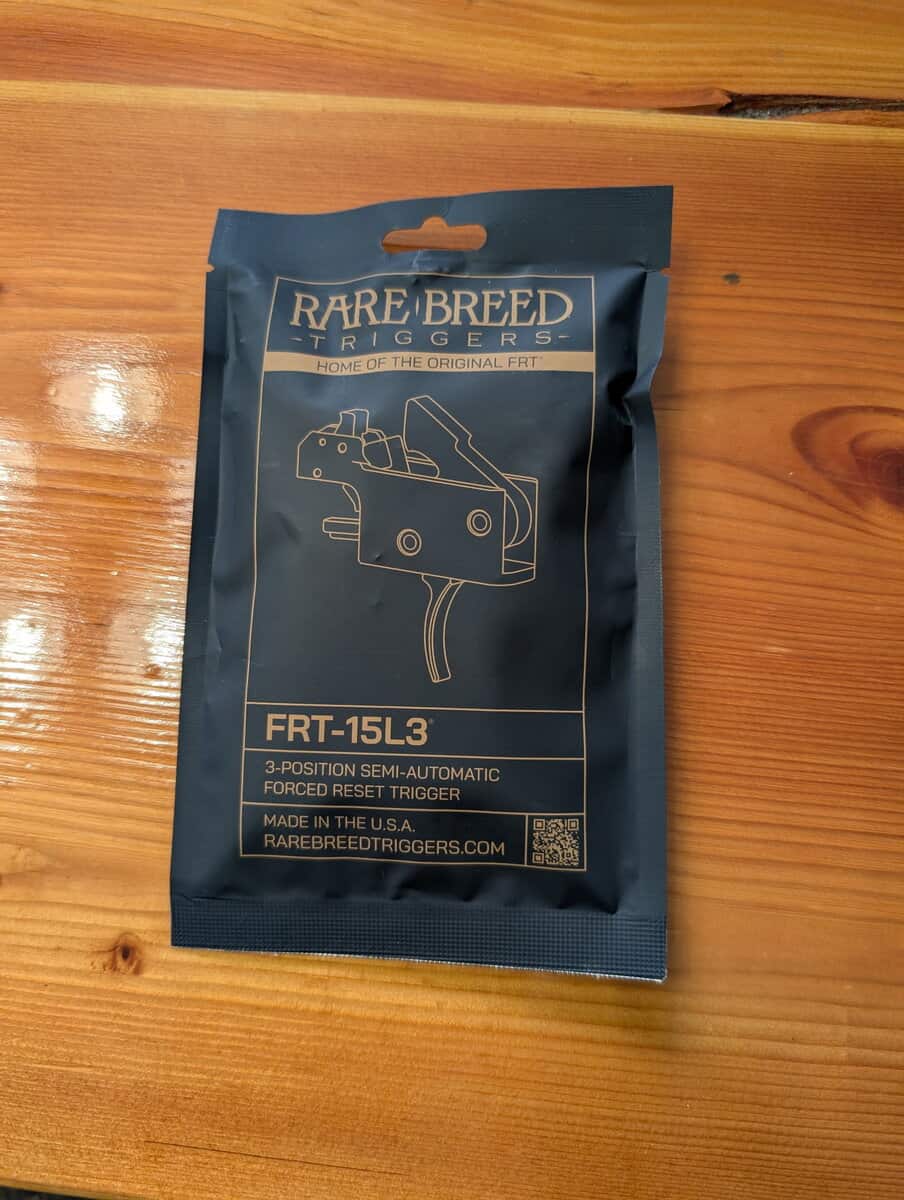 RARE BREED
-TRIGGERS-
HOME OF THE ORIGINAL FRT
FRT-15L3®
3-POSITION SEMI-AUTOMATIC
FORCED RESET TRIGGER
MADE IN THE U.S.A.
RAREBREEDTRIGGERS.COM